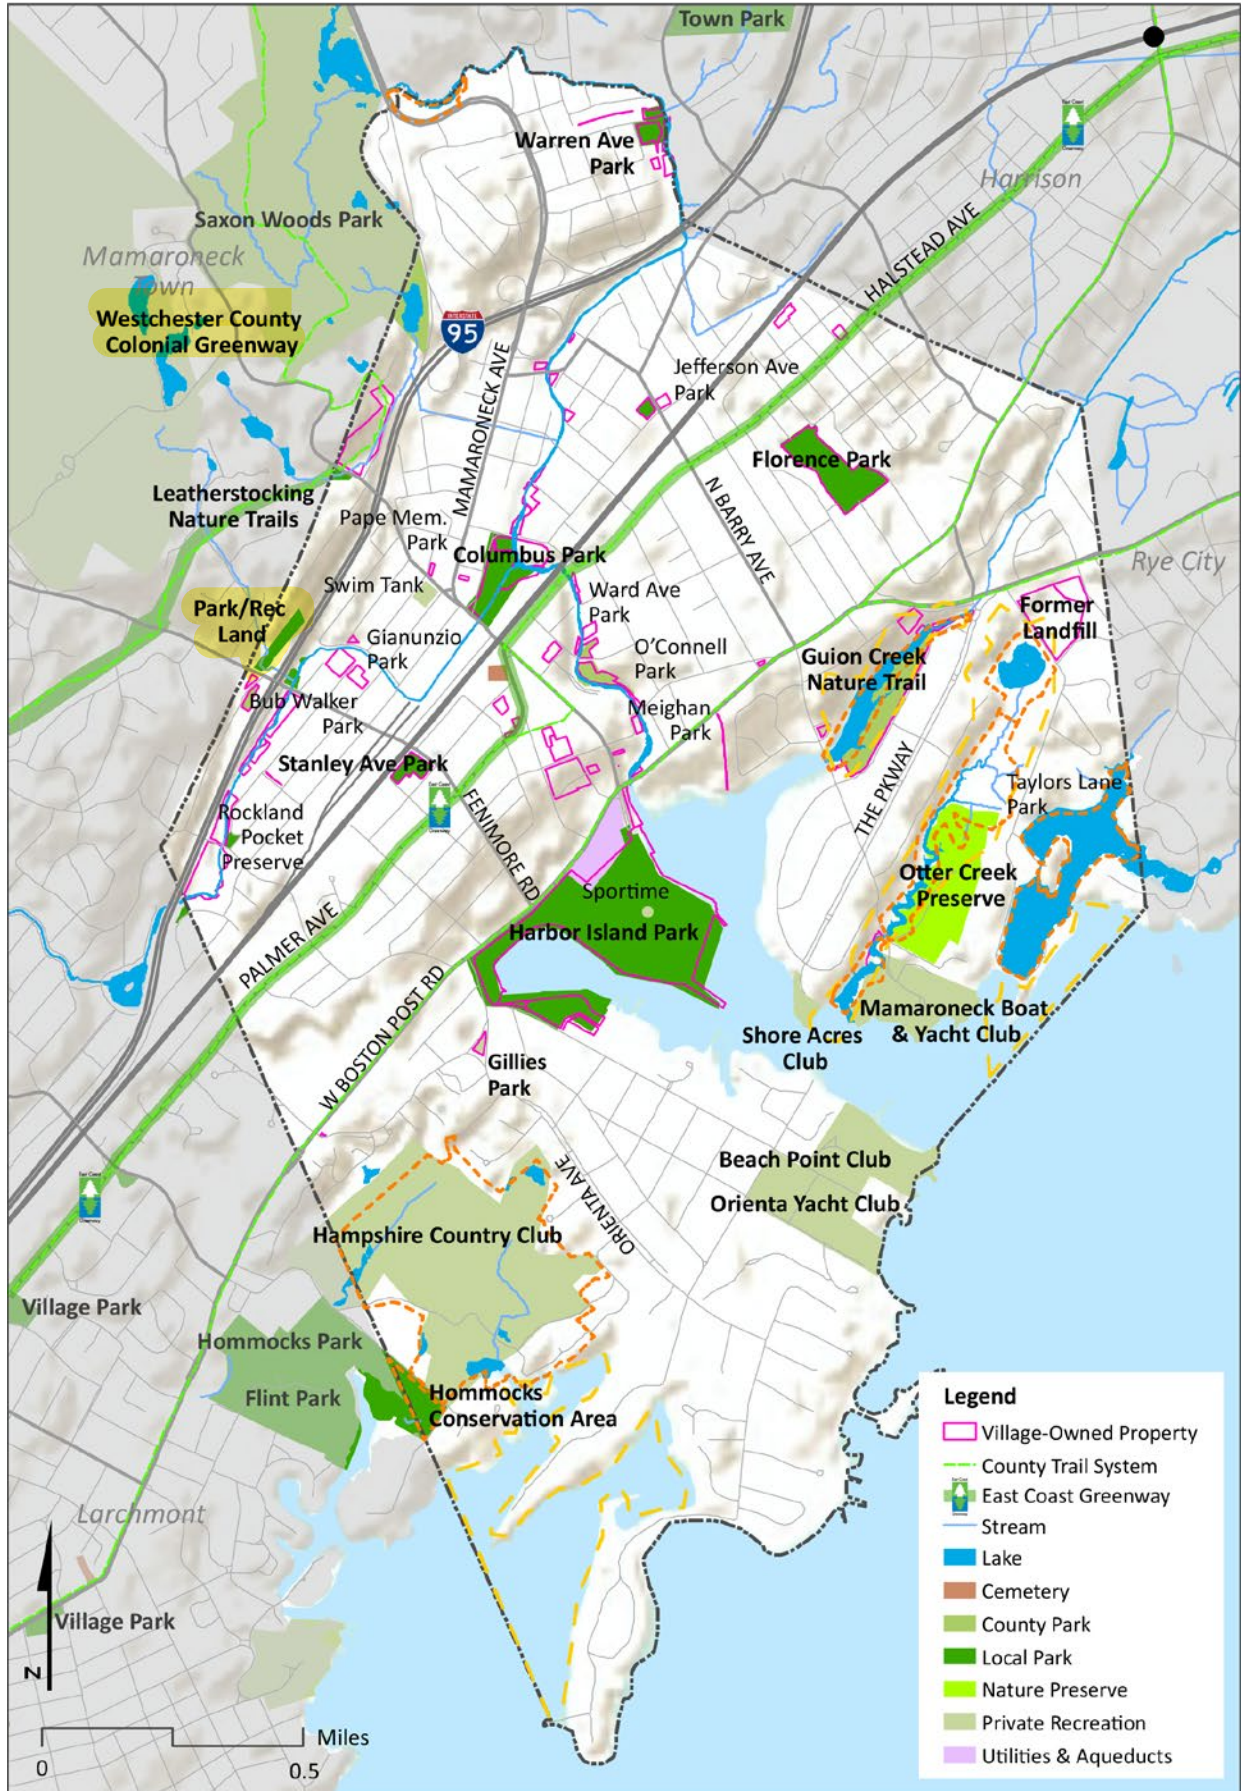 Town Park
Warren Ave
Park
Harrison
Saxon Woods Park
HALSTEAD AVE
Mamaroneck
Town
Westchester County
Colonial Greenway
INTERSTATE
95
MAMARONECK AVE
Jefferson Ave
Park
Florence Park
N BARRY AVE
Leatherstocking
Nature Trails
Pape Mem.
Park
Columbus Park
Rye City
Swim Tank
Ward Ave
Park
Park/Rec
Land
Former
Landfill
Gianunzio
Park
O'Connell
Park
Guion Creek
Nature Trail
Bub Walker
Park
Meighan
Park
Stanley Ave Park
THE PKWAY
Taylors Lane
Park
Rockland
Pocket
Preserve
FENIMORE RD
Otter Creek
Preserve
Sportime
Harbor Island Park
PALMER AVE
W BOSTON POST RD
Mamaroneck Boat
& Yacht Club
Shore Acres
Club
Gillies
Park
Beach Point Club
Orienta Yacht Club
ORIENTA AVE
Hampshire Country Club
Village Park
Hommocks Park
Flint Park
Hommocks
Conservation Area
Larchmont
Village Park
N
Miles
0
0.5
Legend
Village-Owned Property
County Trail System
East Coast Greenway
Stream
Lake
Cemetery
County Park
Local Park
Nature Preserve
Private Recreation
Utilities & Aqueducts